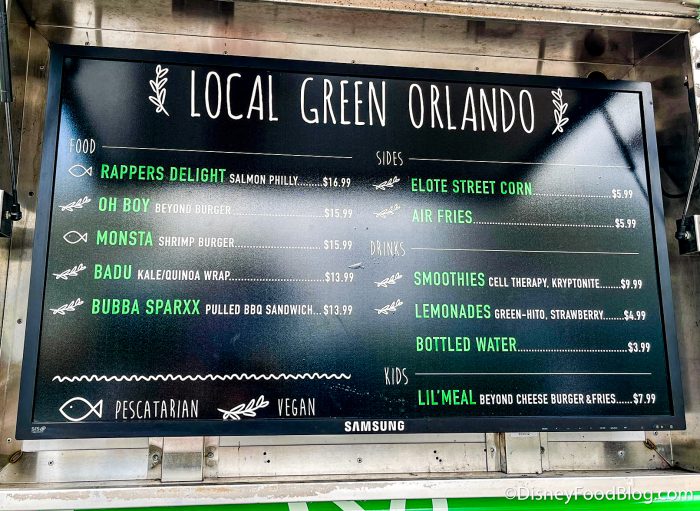 LOCAL GREEN ORLANDO
FOOD
RAPPERS DELIGHT SALMON PHILLY........$16.99
OH BOY BEYOND BURGER...............................$15.99
MONSTA SHRIMP BURGER..............................$15.99
BADU KALE/QUINOA WRAP................................$13.99
BUBBA SPARXX PULLED BBQ SANDWICH...$13.99
PESCATARIAN VEGAN
SIDES
ELOTE STREET CORN..............................$5.99
AIR FRIES....................................................$5.99
DRINKS
SMOOTHIES CELL THERAPY, KRYPTONITE.....$9.99
LEMONADES GREEN-HITO, STRAWBERRY......$4.99
BOTTLED WATER...................................$3.99
KIDS
LIL'MEAL BEYOND CHEESE BURGER &FRIES......$7.99
SAMSUNG
©DisneyFoodBlog.com